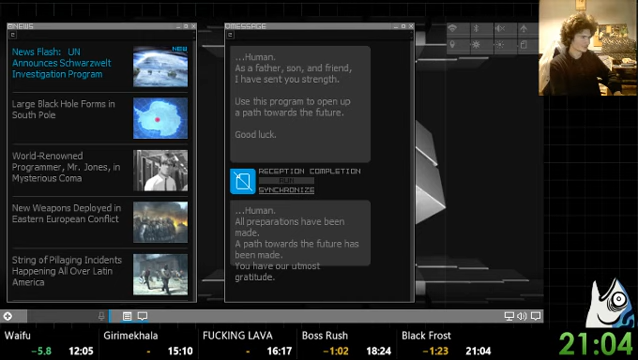 NEWS
News Flash: UN
Announces Schwarzwelt
Investigation Program
NEW
Large Black Hole Forms in
South Pole
World-Renowned
Programmer, Mr. Jones, in
Mysterious Coma
New Weapons Deployed in
Eastern European Conflict
String of Pillaging Incidents
Happening All Over Latin
America
MESSAGE
...Human.
As a father, son, and friend,
I have sent you strength.
Use this program to open up
a path towards the future.
Good luck.
RECEPTION COMPLETION
SYNCHRONIZE
...Human.
All preparations have been
made.
A path towards the future has
been made.
You have our utmost
gratitude.
Waifu
-5.8 12:05
Girimekhala
- 15:10
FUCKING LAVA
- 16:17
Boss Rush
-1:02 18:24
Black Frost
-1:23 21:04
21:04